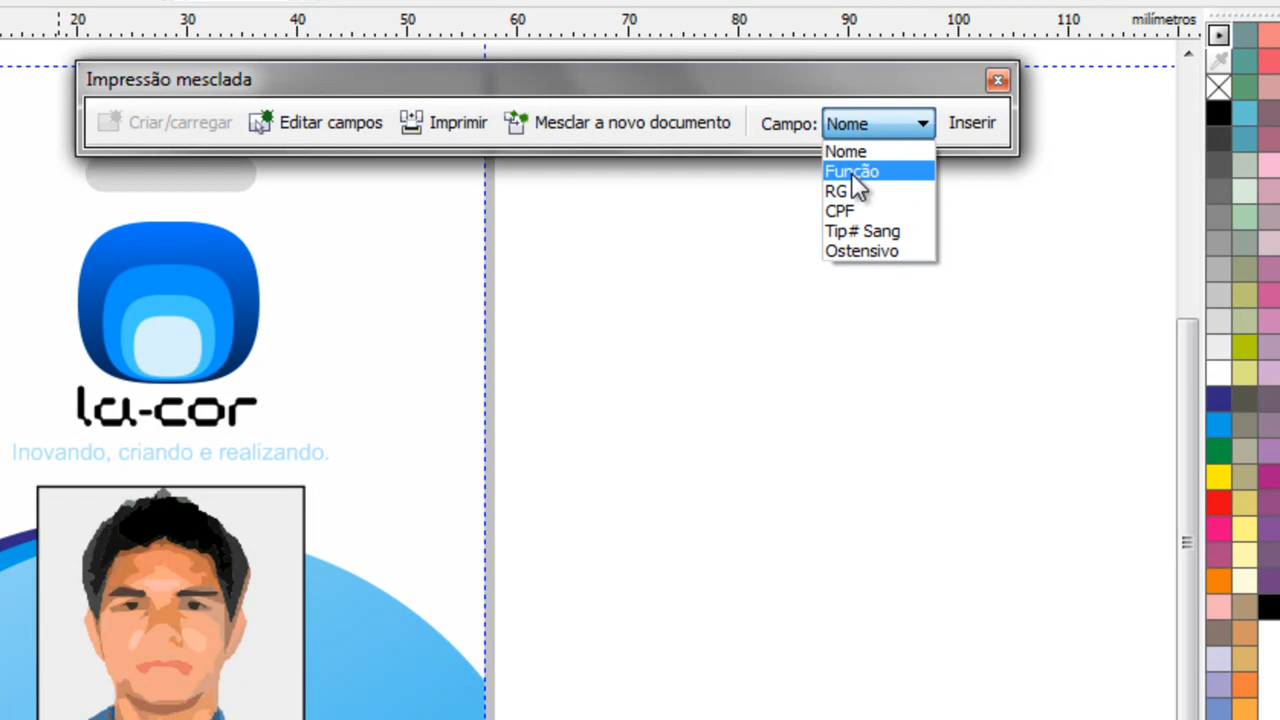 20 30 40 50 60 70 80 90 100 110 milímetros
Impressão mesclada
Criar/carregar Editar campos Imprimir Mesclar a novo documento Campo: Nome Inserir
Nome
Função
RG
CPF
Tip# Sang
Ostensivo
la-cor
Inovando, criando e realizando.